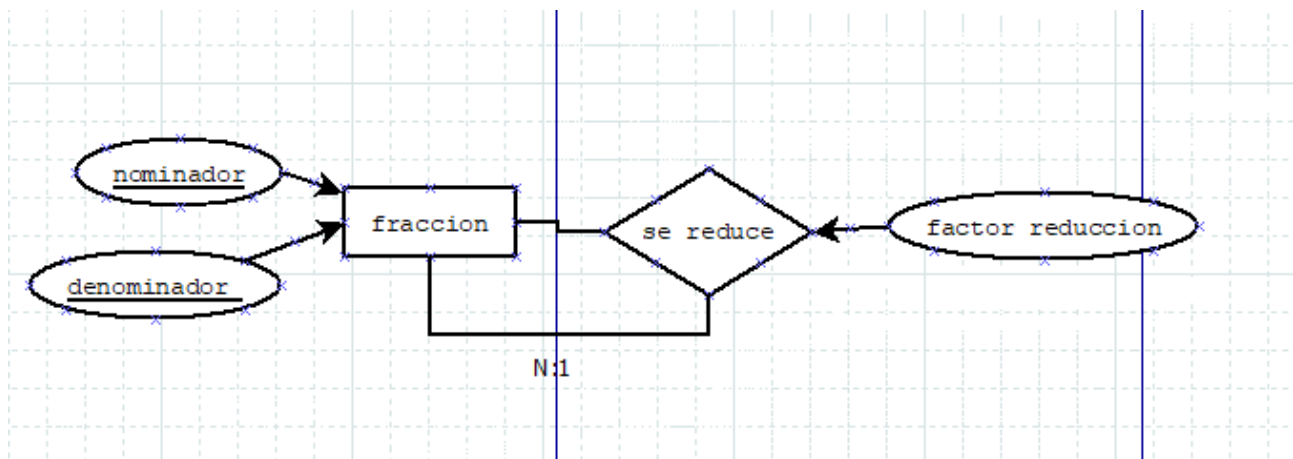 nominador
fraccion
se reduce
factor reduccion
denominador
N:1